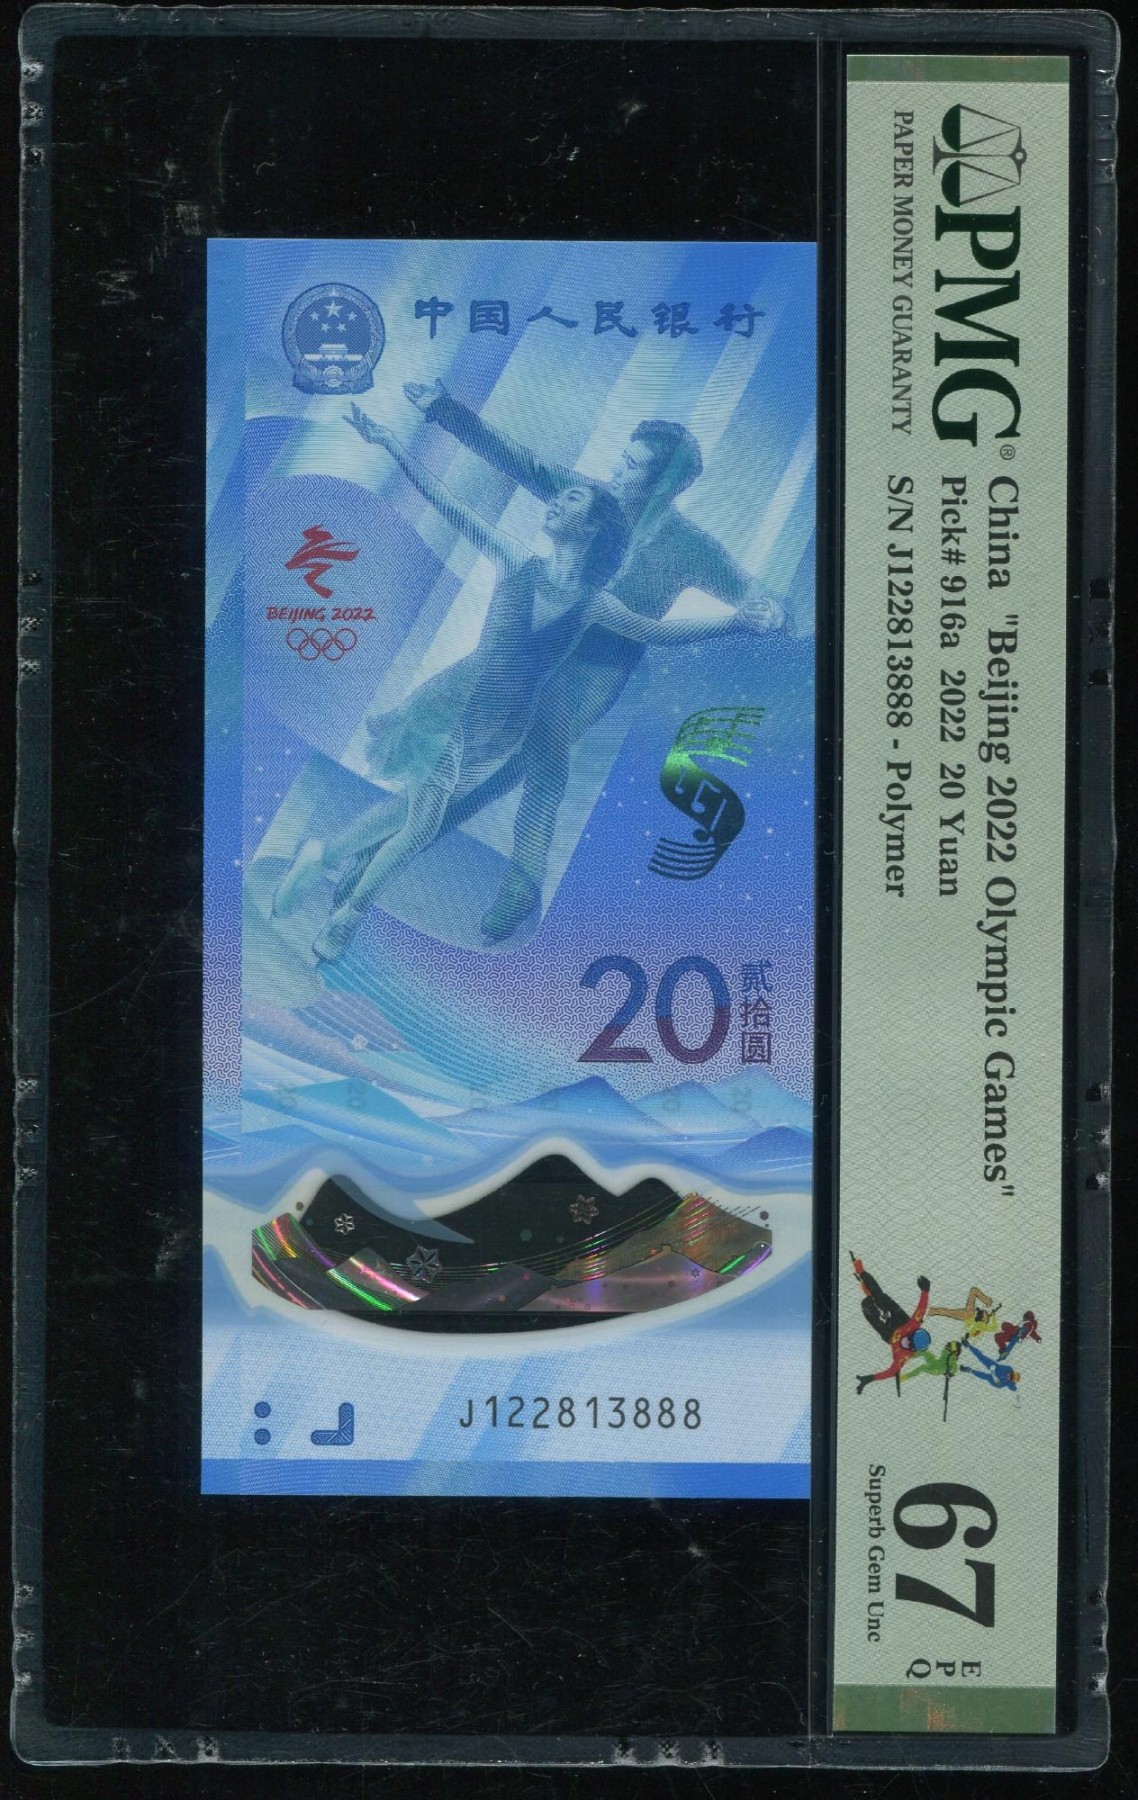 中国人民银行
BEIJING 2022
20
贰拾圆
J122813888
PMG®
PAPER MONEY GUARANTY
China "Beijing 2022 Olympic Games"
Pick# 916a 2022 20 Yuan
S/N J122813888 - Polymer
67
EPQ
Superb Gem Unc